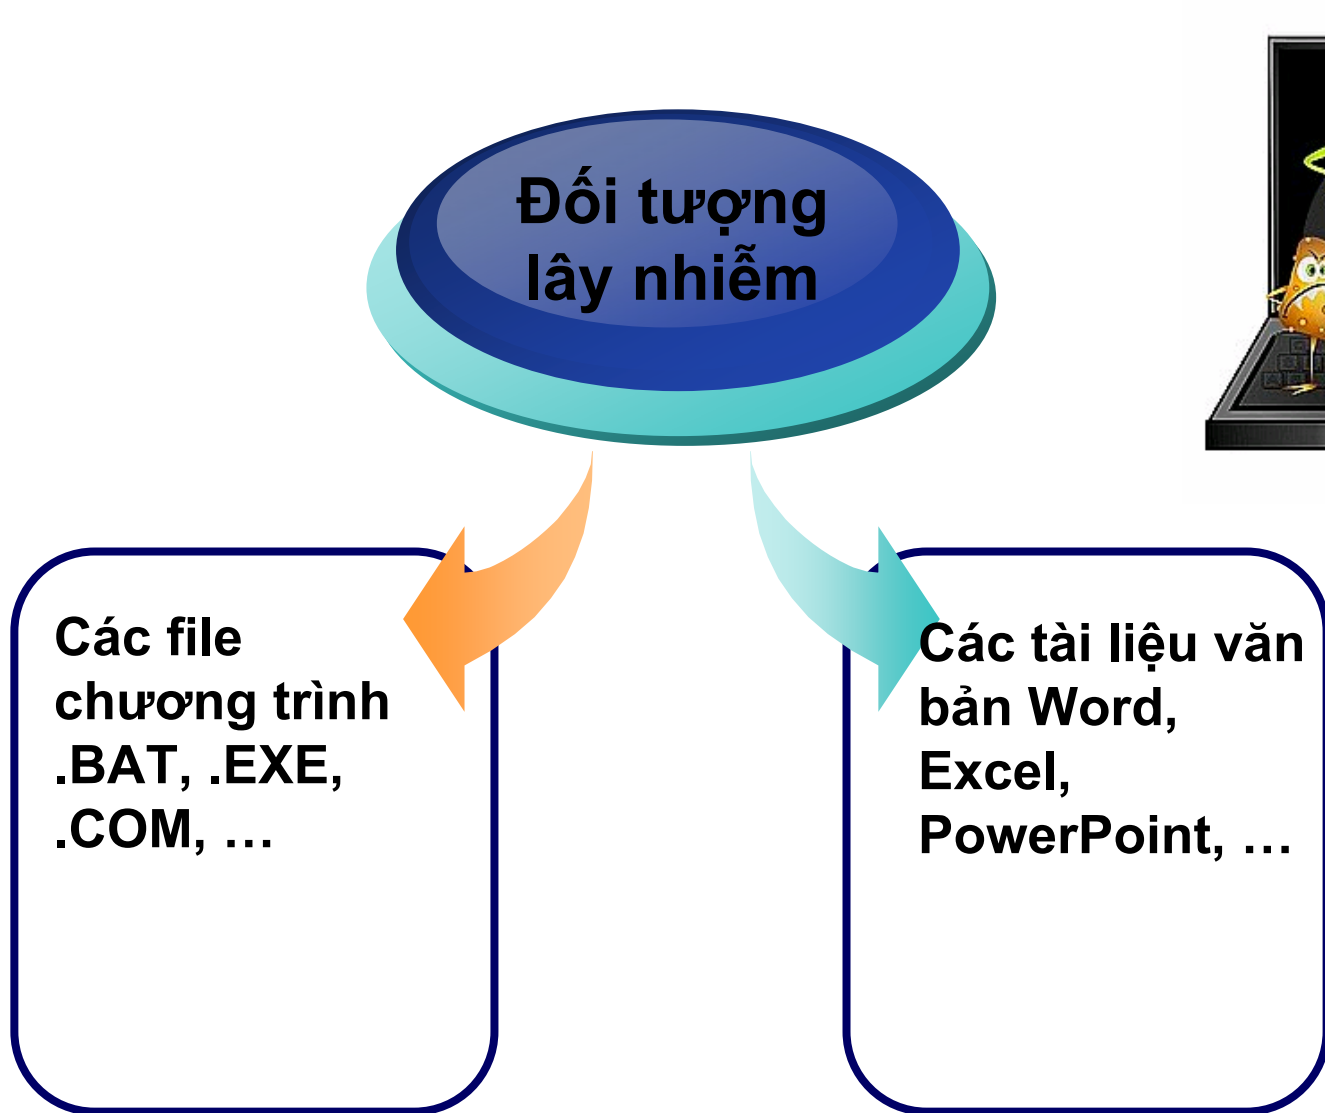 Đối tượng
lây nhiễm
Các file
chương trình
.BAT, .EXE,
.COM, …
Các tài liệu văn
bản Word,
Excel,
PowerPoint, …